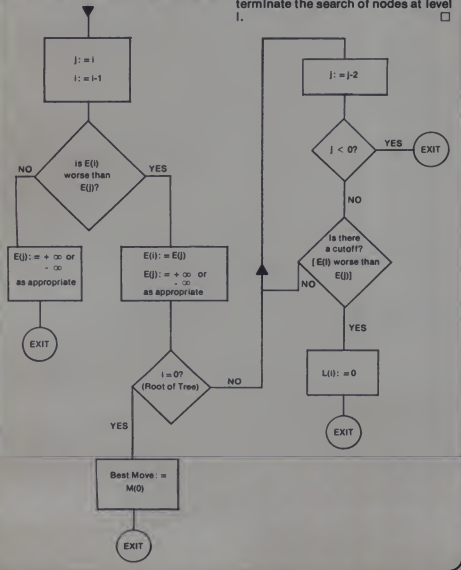 terminate the search of nodes at level
l.
j: = i
i: = i-1
is E(i)
worse than
E(j)?
NO
YES
E(j): = + ∞ or
- ∞
as appropriate
EXIT
E(i): = E(j)
E(j): = + ∞ or
- ∞
as appropriate
i = 0?
(Root of Tree)
NO
YES
Best Move: =
M(0)
EXIT
j: = j-2
j < 0?
YES
EXIT
NO
Is there
a cutoff?
[E(i) worse than
E(j)]
NO
YES
L(i): = 0
EXIT